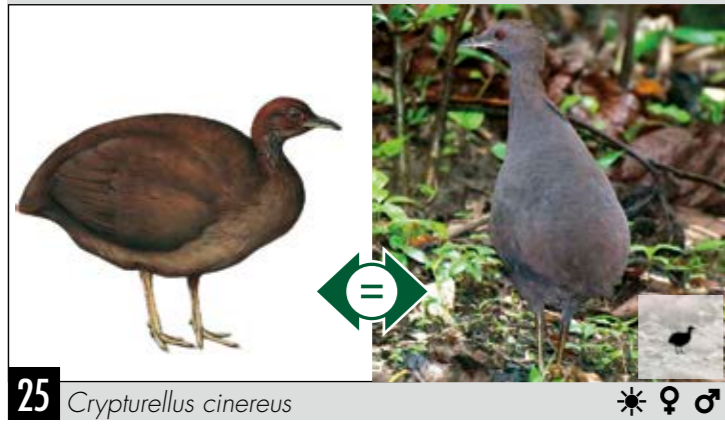 =
25 Crypturellus cinereus ☀ ♀ ♂